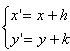 x' = x + h
y' = y + k